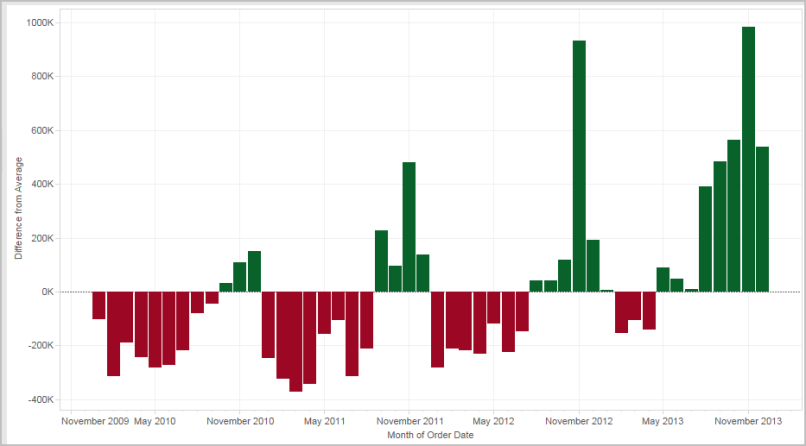 1000K
800K
600K
400K
200K
0K
-200K
-400K
Difference from Average
November 2009 May 2010 November 2010 May 2011 November 2011 May 2012 November 2012 May 2013 November 2013
Month of Order Date